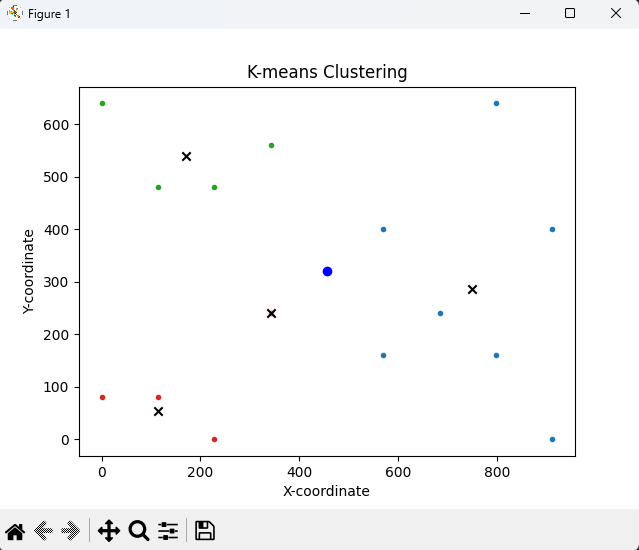 Figure 1
K-means Clustering
600
500
400
300
200
100
0
Y-coordinate
0 200 400 600 800
X-coordinate